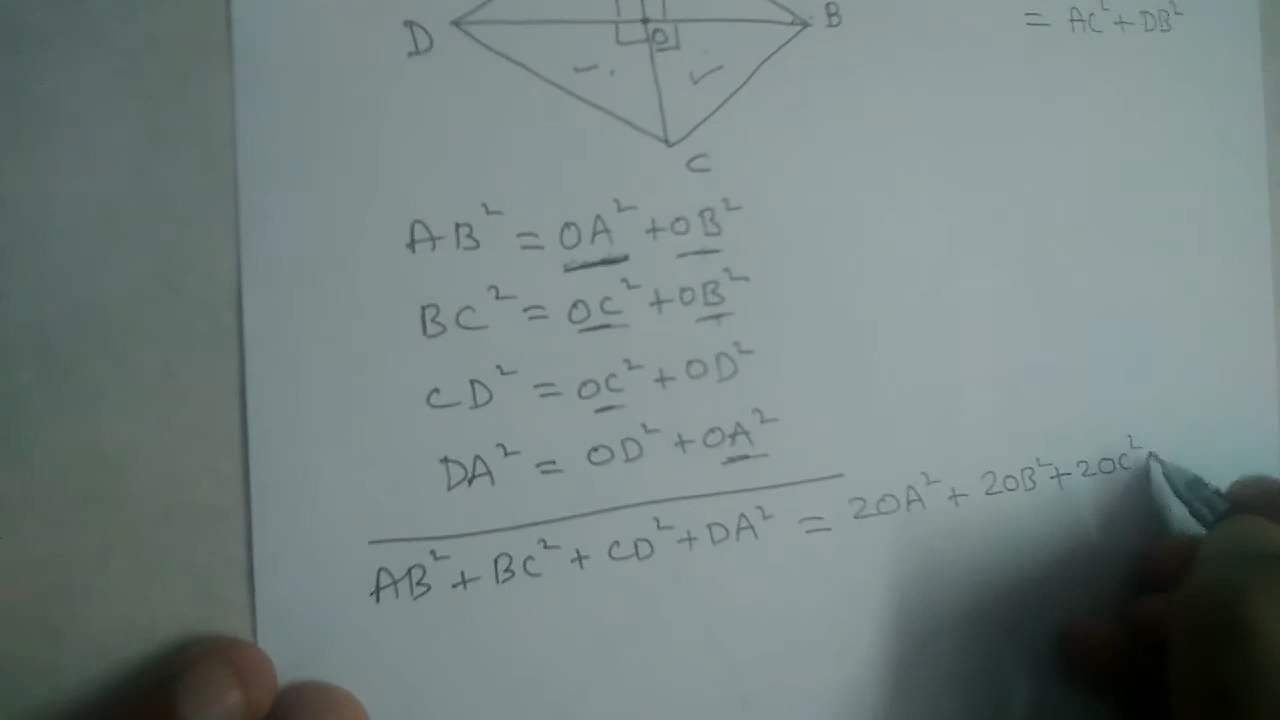 D
B
= AC² + DB²
O
C
AB² = OA² + OB²
BC² = OC² + OB²
CD² = OC² + OD²
DA² = OD² + OA²
AB² + BC² + CD² + DA² = 2OA² + 2OB² + 2OC²